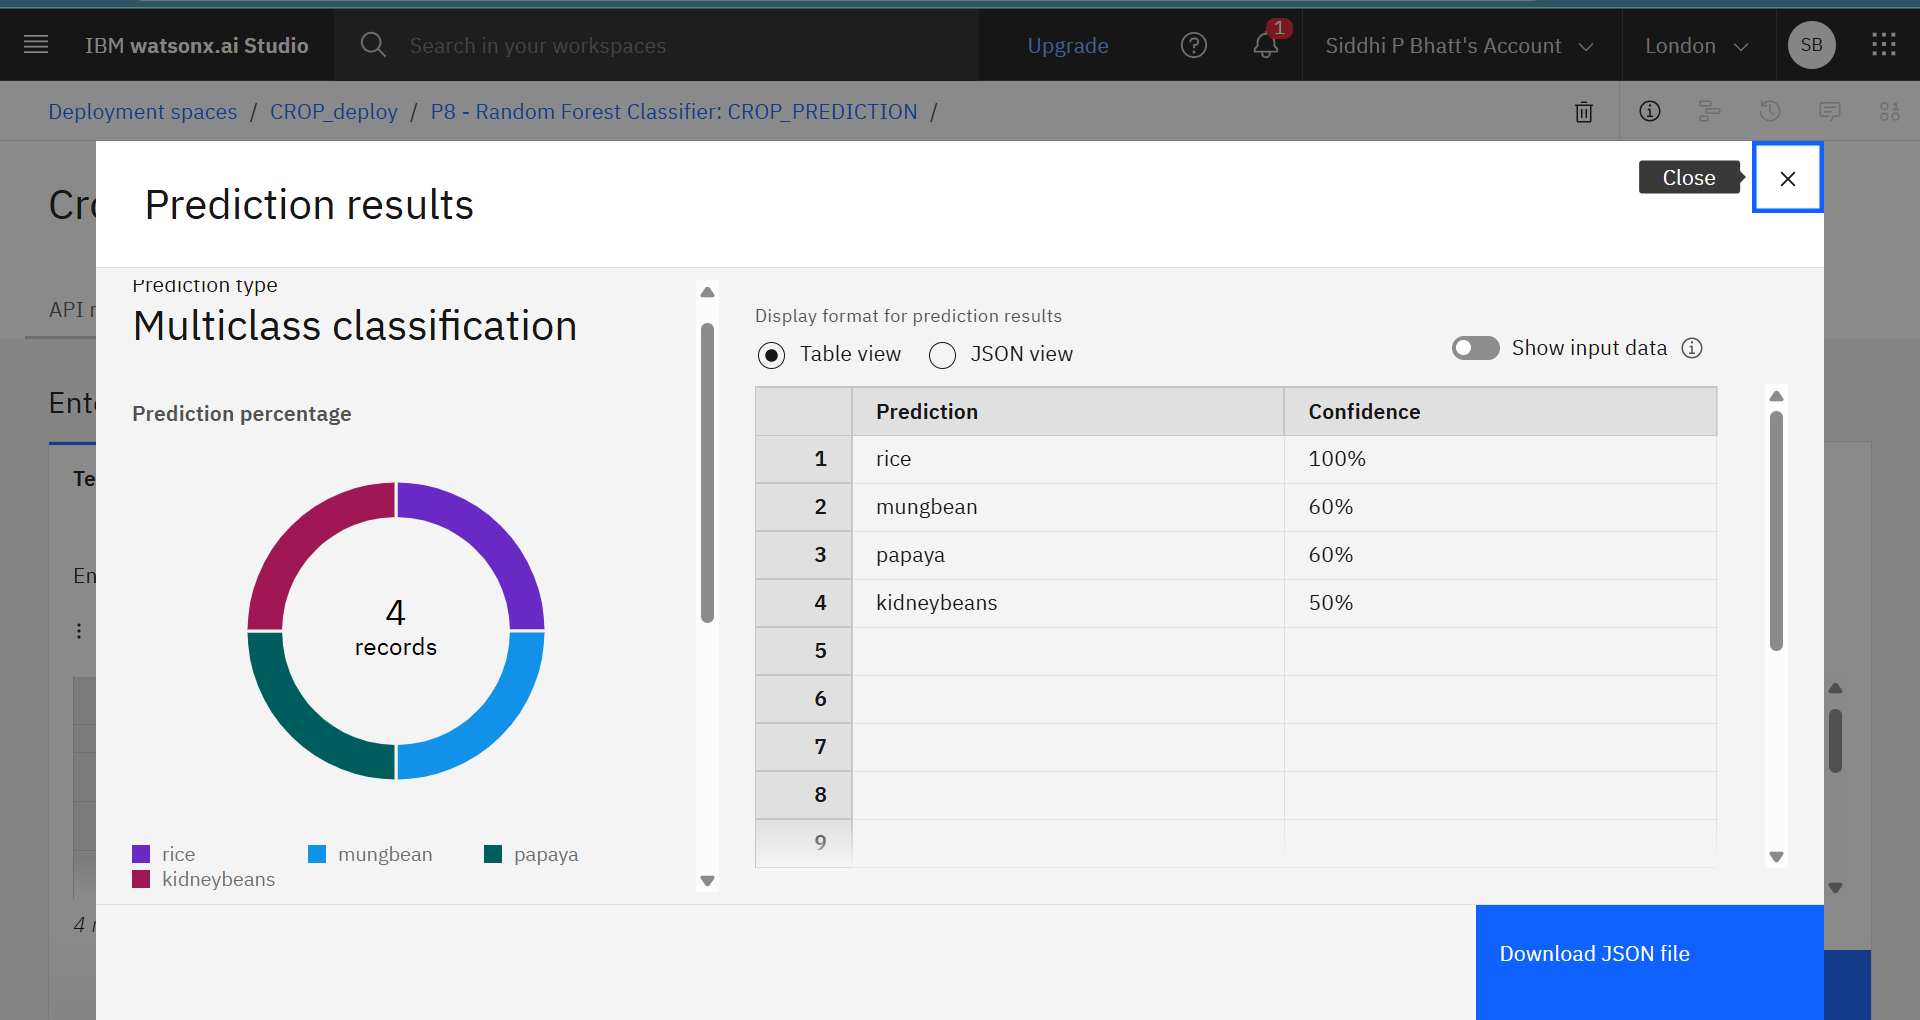 IBM watsonx.ai Studio
Search in your workspaces
Upgrade
1
Siddhi P Bhatt's Account
London
SB
Deployment spaces / CROP_deploy / P8 - Random Forest Classifier: CROP_PREDICTION /
Cro
Prediction results
Close
API r
Prediction type
Multiclass classification
Prediction percentage
4
records
rice
mungbean
papaya
kidneybeans
Display format for prediction results
Table view
JSON view
Show input data
Prediction Confidence
1 rice 100%
2 mungbean 60%
3 papaya 60%
4 kidneybeans 50%
5
6
7
8
9
Ente
Te
En
4 r
Download JSON file